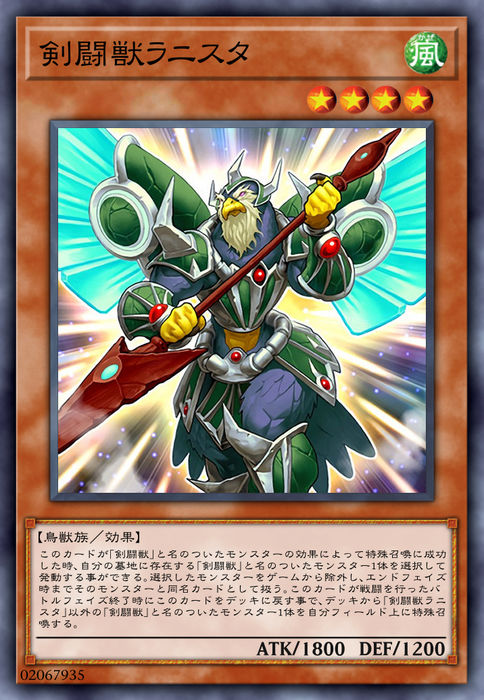 剣闘獣ラニスタ
風
【鳥獣族／効果】
このカードが「剣闘獣」と名のついたモンスターの効果によって特殊召喚に成功
した時、自分の墓地に存在する「剣闘獣」と名のついたモンスター1体を選択して
発動する事ができる。選択したモンスターをゲームから除外し、エンドフェイズ
時までそのモンスターと同名カードとして扱う。このカードが戦闘を行ったバ
トルフェイズ終了時にこのカードをデッキに戻す事で、デッキから「剣闘獣ラニス
タ」以外の「剣闘獣」と名のついたモンスター1体を自分フィールド上に特殊召
喚する。
ATK/1800 DEF/1200
02067935